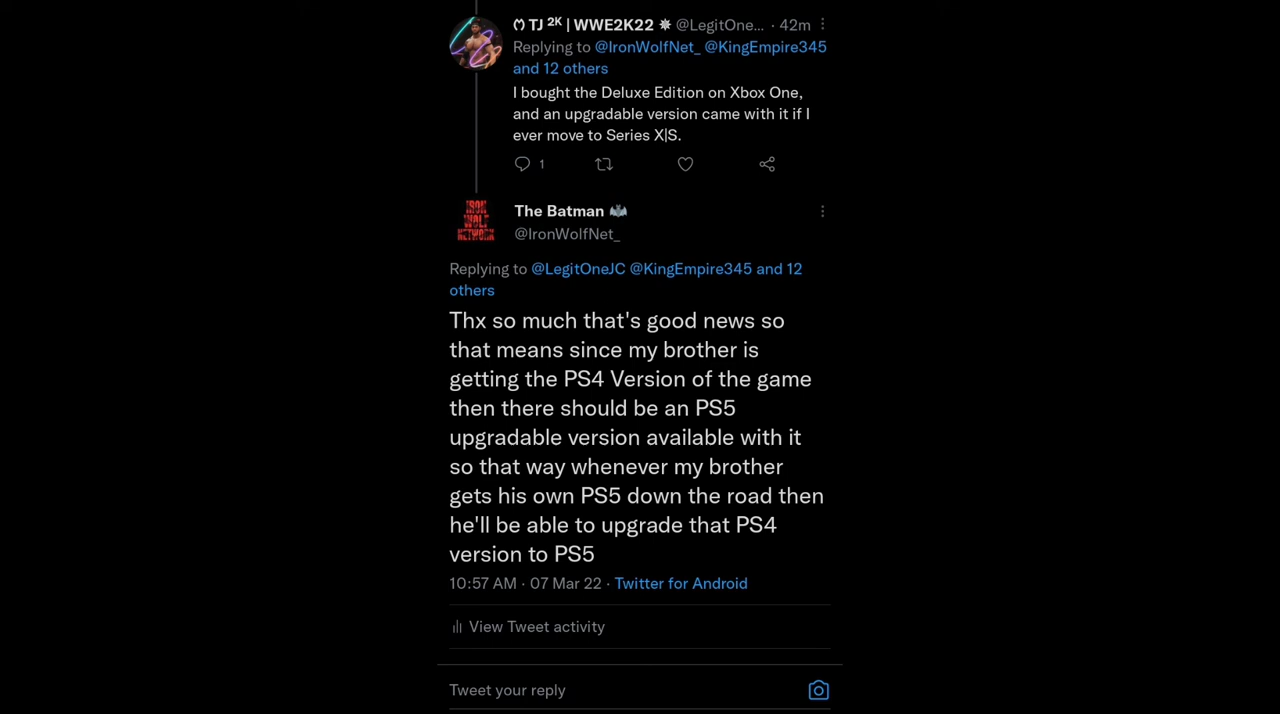 TJ ²ᴷ | WWE2K22 ✵ @LegitOne... · 42m
Replying to @IronWolfNet_ @KingEmpire345
and 12 others
I bought the Deluxe Edition on Xbox One,
and an upgradable version came with it if I
ever move to Series X|S.
1
IRON
WOLF
NETWORK
The Batman 🦇
@IronWolfNet_
Replying to @LegitOneJC @KingEmpire345 and 12
others
Thx so much that's good news so
that means since my brother is
getting the PS4 Version of the game
then there should be an PS5
upgradable version available with it
so that way whenever my brother
gets his own PS5 down the road then
he'll be able to upgrade that PS4
version to PS5
10:57 AM · 07 Mar 22 · Twitter for Android
View Tweet activity
Tweet your reply